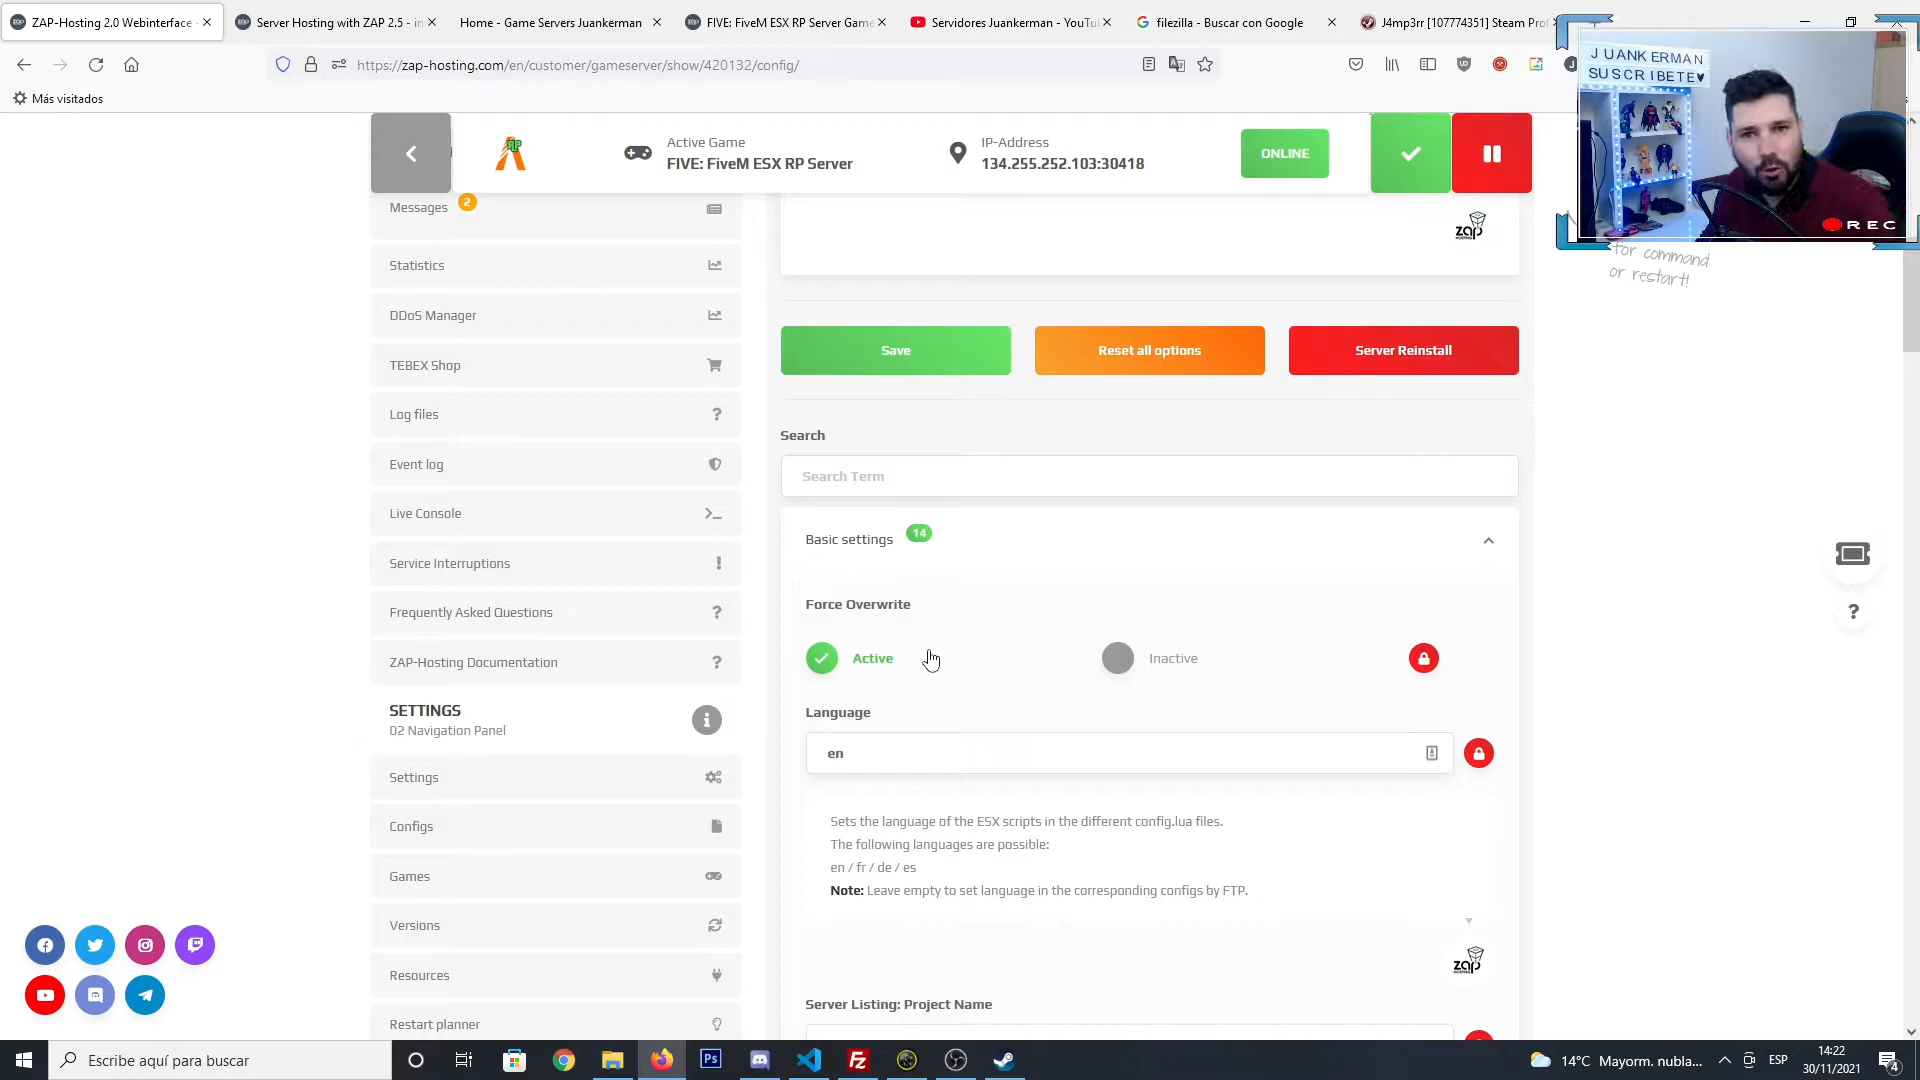 ZAP-Hosting 2.0 Webinterface -
Server Hosting with ZAP 2.5 - in
Home - Game Servers Juankerman
FIVE: FiveM ESX RP Server Game
Servidores Juankerman - YouTu
filezilla - Buscar con Google
J4mp3rr [107774351] Steam Prof
https://zap-hosting.com/en/customer/gameserver/show/420132/config/
Más visitados
JUANKERMAN
SUSCRIBETE♥
REC
Active Game
FIVE: FiveM ESX RP Server
IP-Address
134.255.252.103:30418
ONLINE
for command
or restart!
Messages
2
Statistics
DDoS Manager
TEBEX Shop
Log files
Event log
Live Console
Service Interruptions
Frequently Asked Questions
ZAP-Hosting Documentation
SETTINGS
02 Navigation Panel
Settings
Configs
Games
Versions
Resources
Restart planner
zap
HOSTING
Save
Reset all options
Server Reinstall
Search
Search Term
Basic settings
14
Force Overwrite
Active
Inactive
Language
en
Sets the language of the ESX scripts in the different config.lua files.
The following languages are possible:
en / fr / de / es
Note: Leave empty to set language in the corresponding configs by FTP.
zap
HOSTING
Server Listing: Project Name
Escribe aquí para buscar
Ps
Fz
14°C Mayorm. nubla...
ESP
14:22
30/11/2021
4